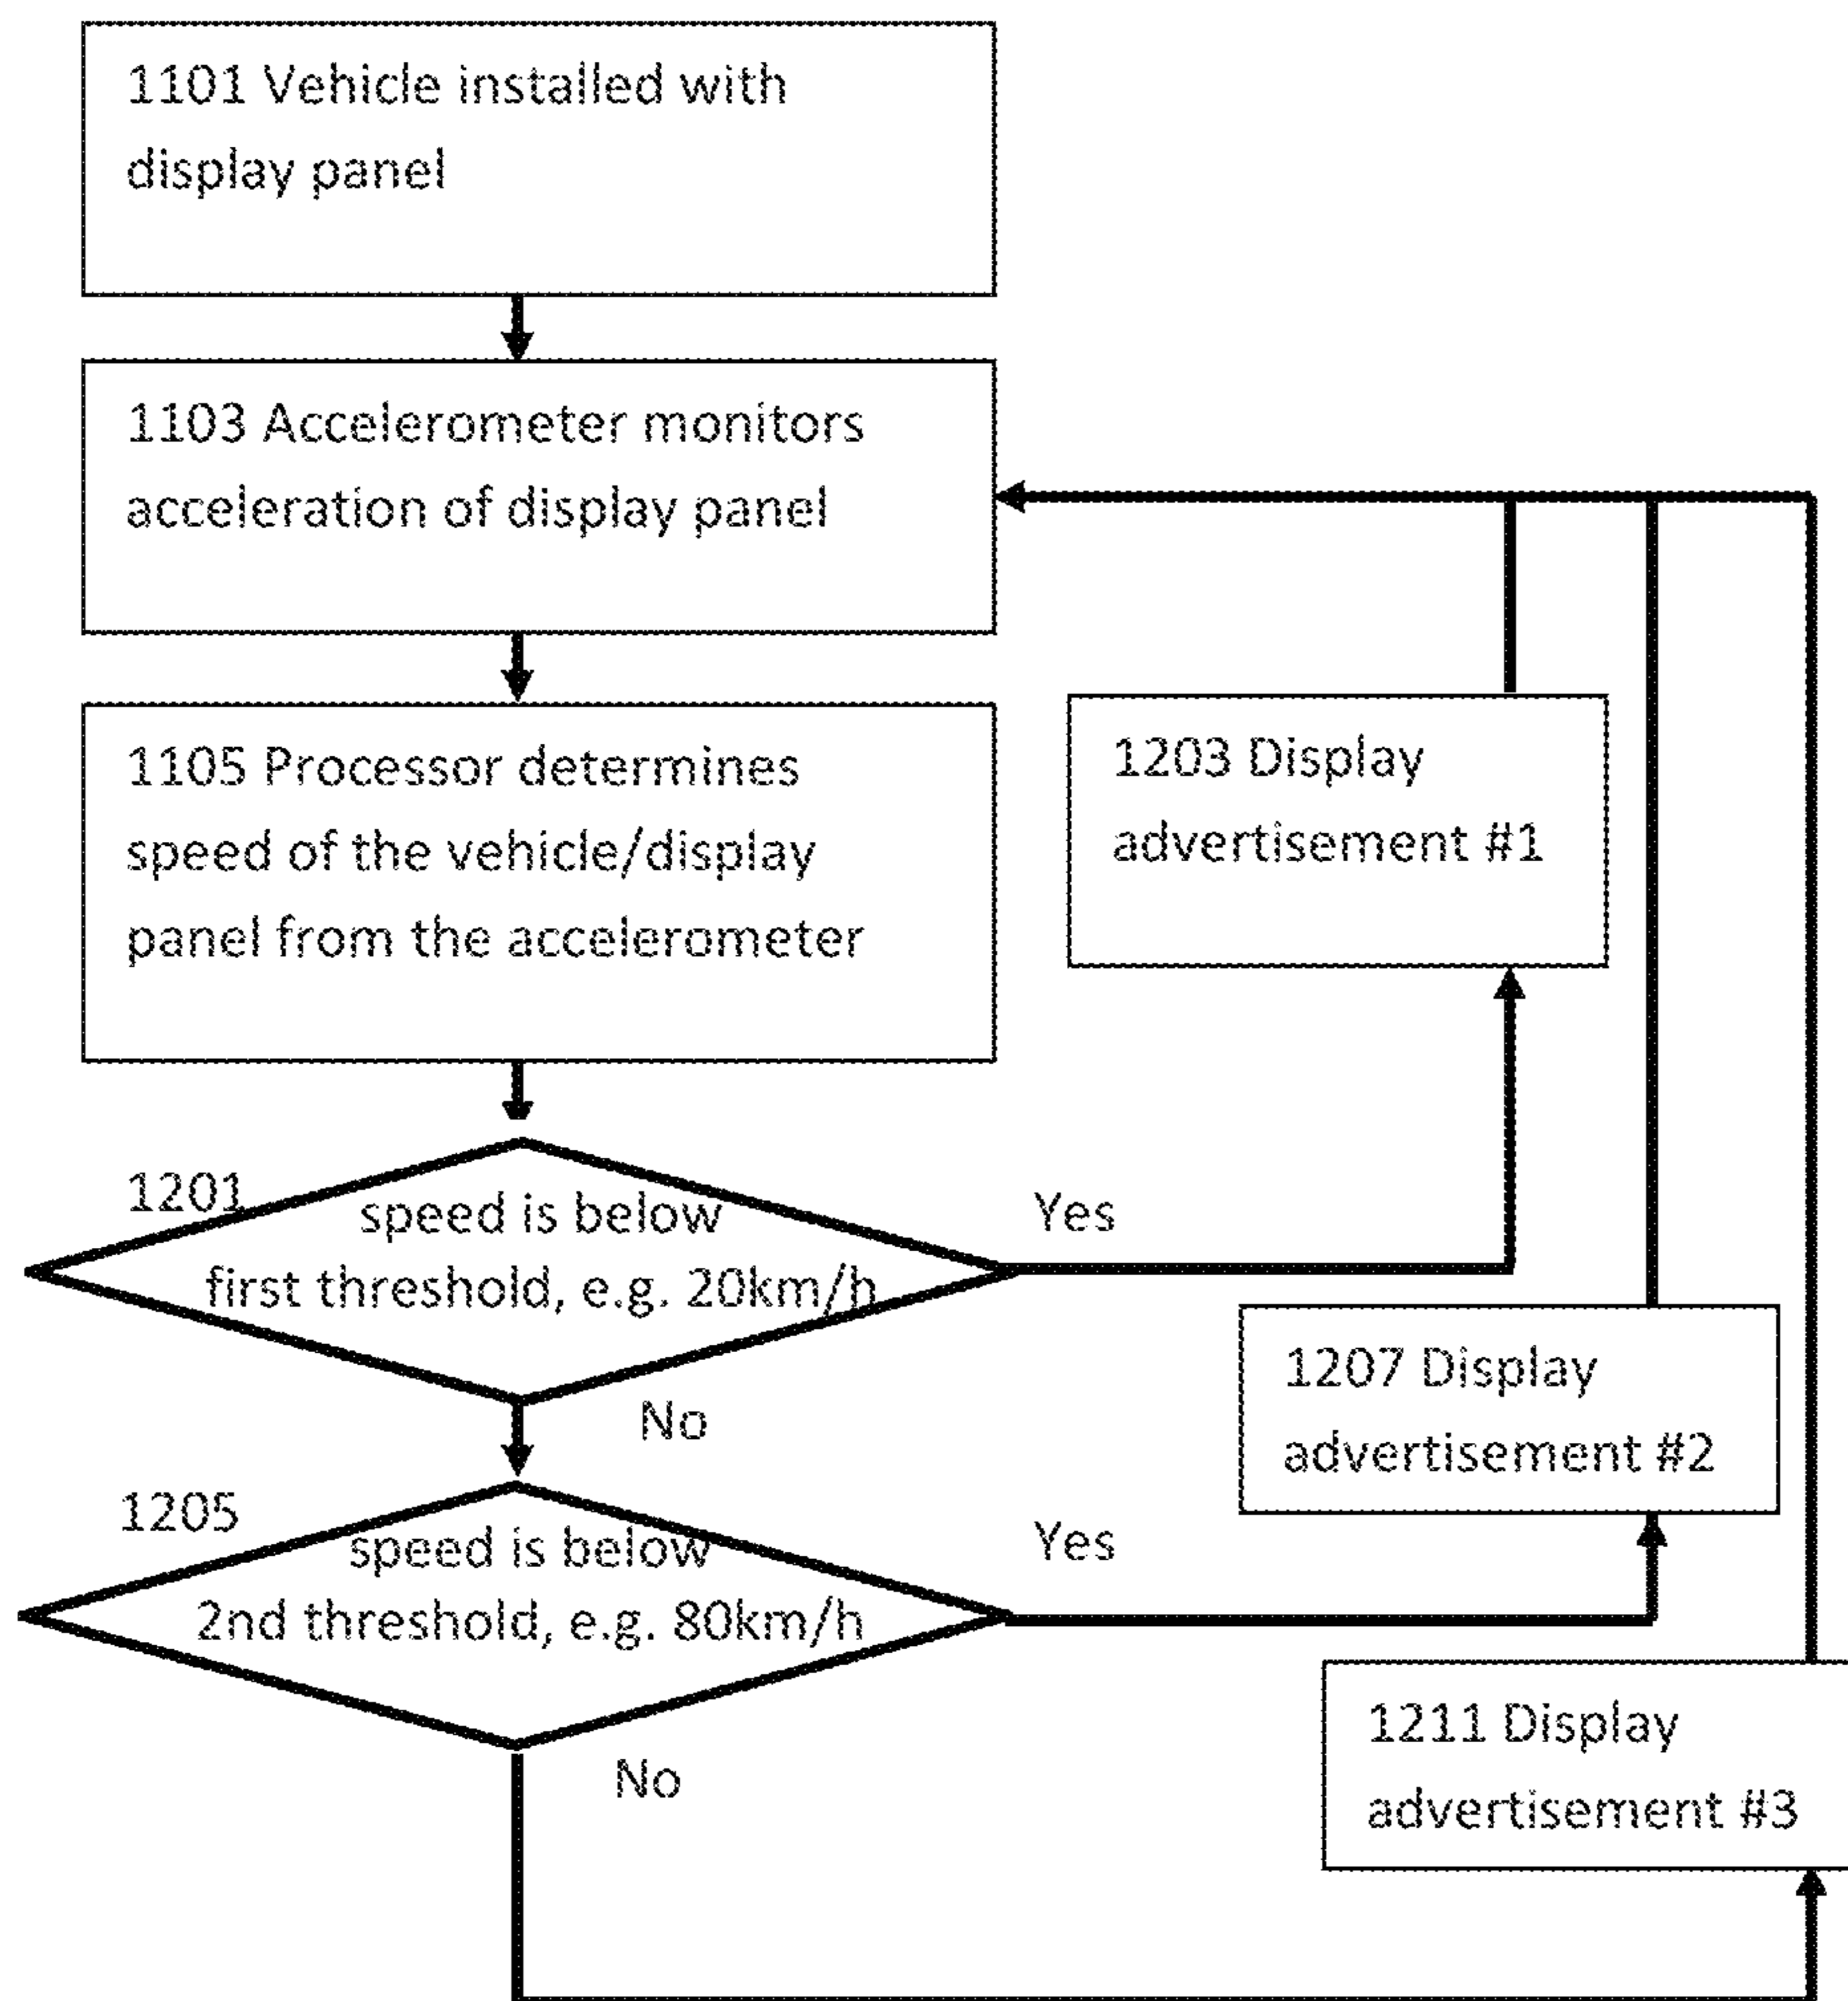 1101 Vehicle installed with
display panel
1103 Accelerometer monitors
acceleration of display panel
1105 Processor determines
speed of the vehicle/display
panel from the accelerometer
1203 Display
advertisement #1
1201
speed is below
first threshold, e.g. 20km/h
Yes
No
1207 Display
advertisement #2
1205
speed is below
2nd threshold, e.g. 80km/h
Yes
No
1211 Display
advertisement #3